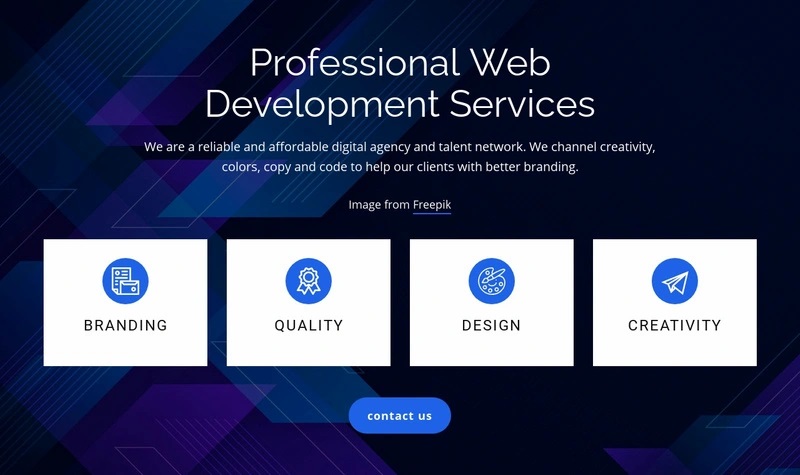 Professional Web
Development Services
We are a reliable and affordable digital agency and talent network. We channel creativity,
colors, copy and code to help our clients with better branding.
Image from Freepik
BRANDING
QUALITY
DESIGN
CREATIVITY
contact us